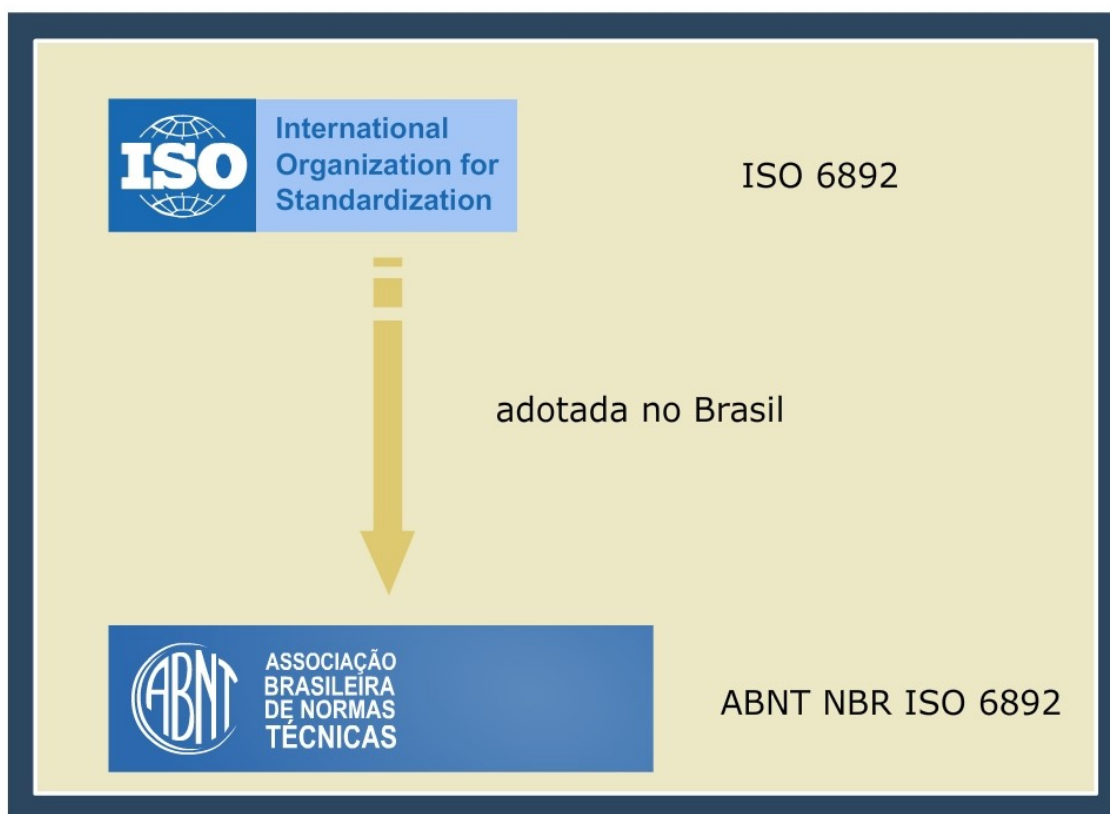 ISO
International
Organization for
Standardization
ISO 6892
adotada no Brasil
ABNT
ASSOCIAÇÃO
BRASILEIRA
DE NORMAS
TÉCNICAS
ABNT NBR ISO 6892